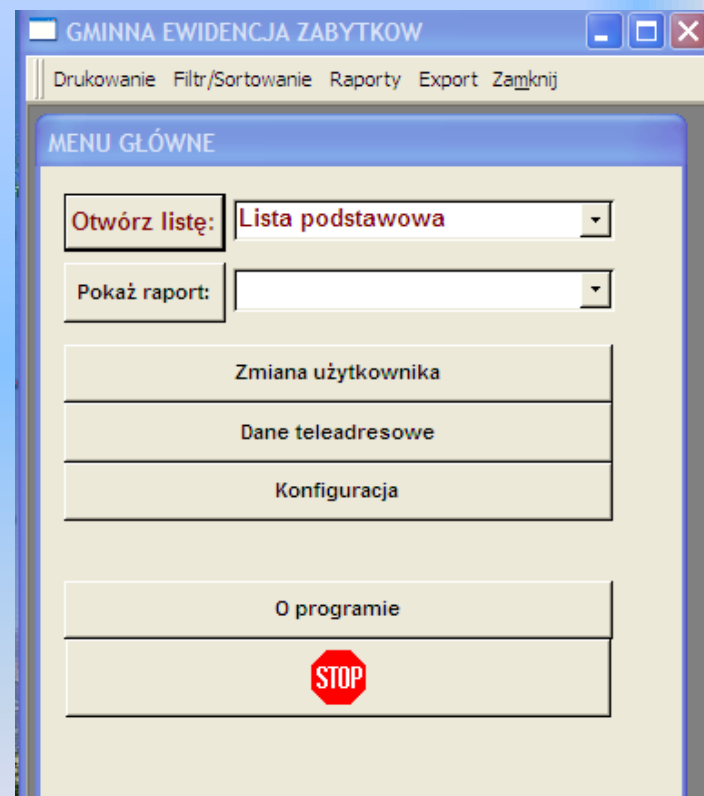 GMINNA EWIDENCJA ZABYTKOW
Drukowanie Filtr/Sortowanie Raporty Export Zamknij
MENU GŁÓWNE
Otwórz listę: Lista podstawowa
Pokaż raport:
Zmiana użytkownika
Dane teleadresowe
Konfiguracja
O programie
STOP